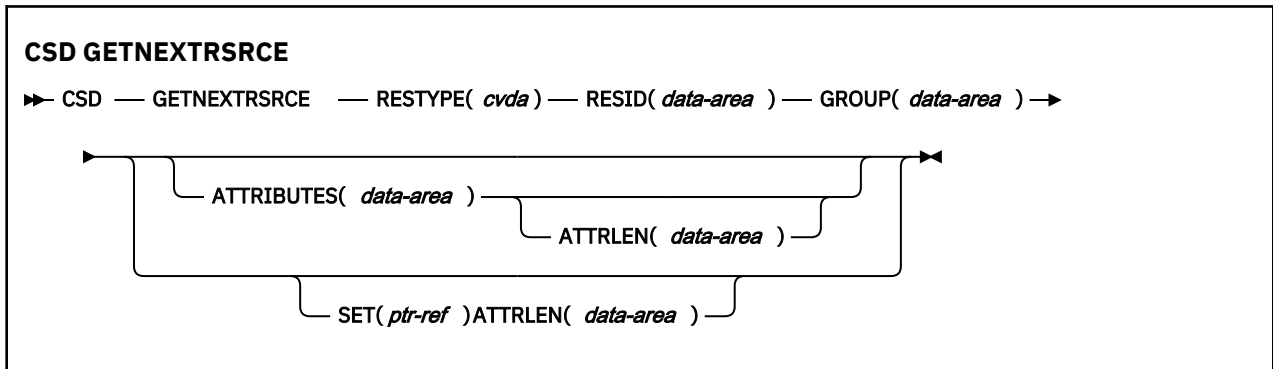 CSD GETNEXTRSRCE
CSD GETNEXTRSRCE RESTYPE( cvda ) RESID( data-area ) GROUP( data-area )
ATTRIBUTES( data-area )
ATTRLEN( data-area )
SET( ptr-ref )ATTRLEN( data-area )